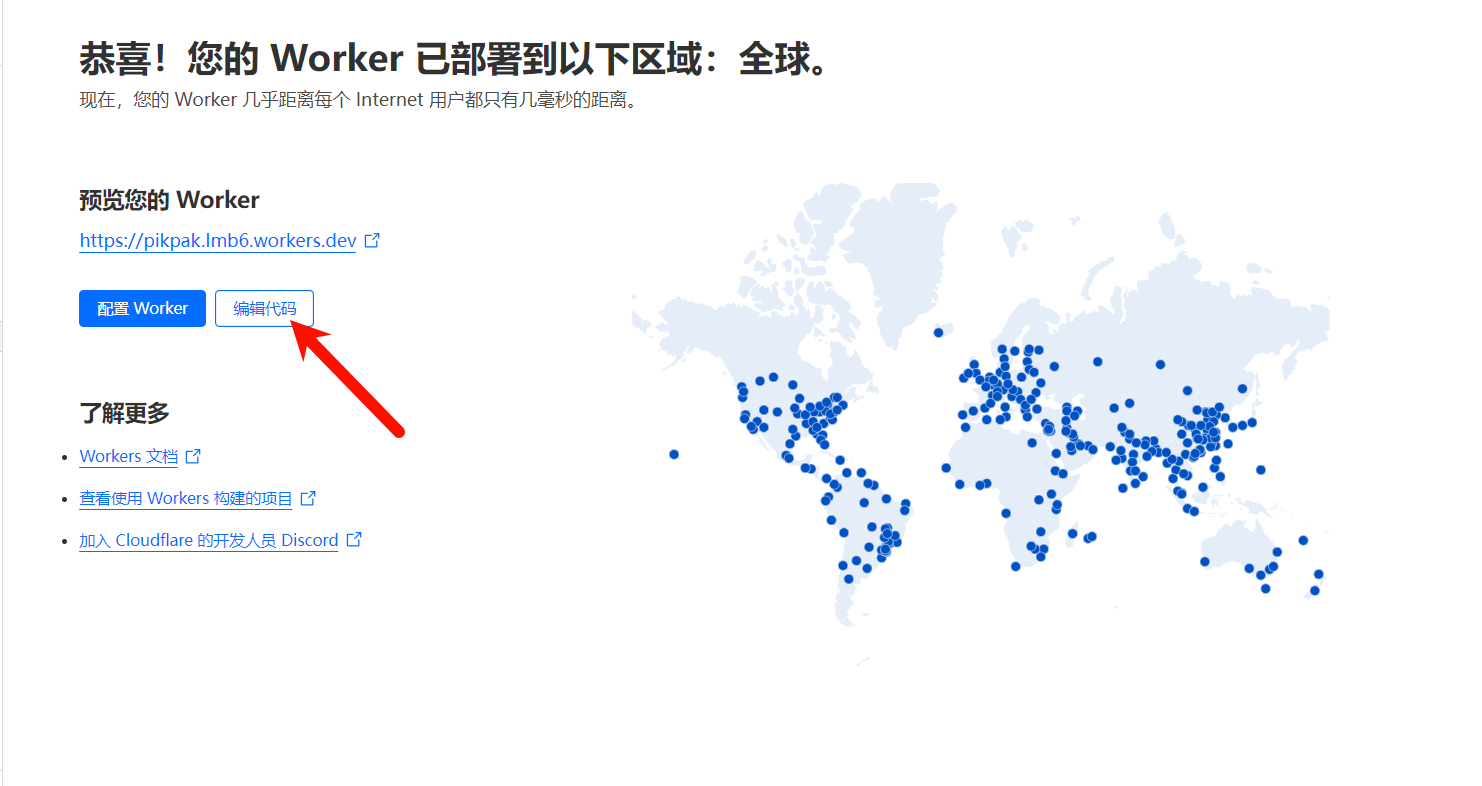 恭喜！您的 Worker 已部署到以下区域：全球。
现在，您的 Worker 几乎距离每个 Internet 用户都只有几毫秒的距离。
预览您的 Worker
https://pikpak.lmb6.workers.dev
配置 Worker 编辑代码
了解更多
Workers 文档
查看使用 Workers 构建的项目
加入 Cloudflare 的开发人员 Discord